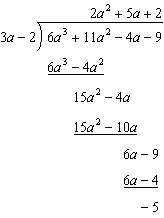 2a² + 5a + 2
3a − 2 ) 6a³ + 11a² − 4a − 9
6a³ − 4a²
15a² − 4a
15a² − 10a
6a − 9
6a − 4
− 5